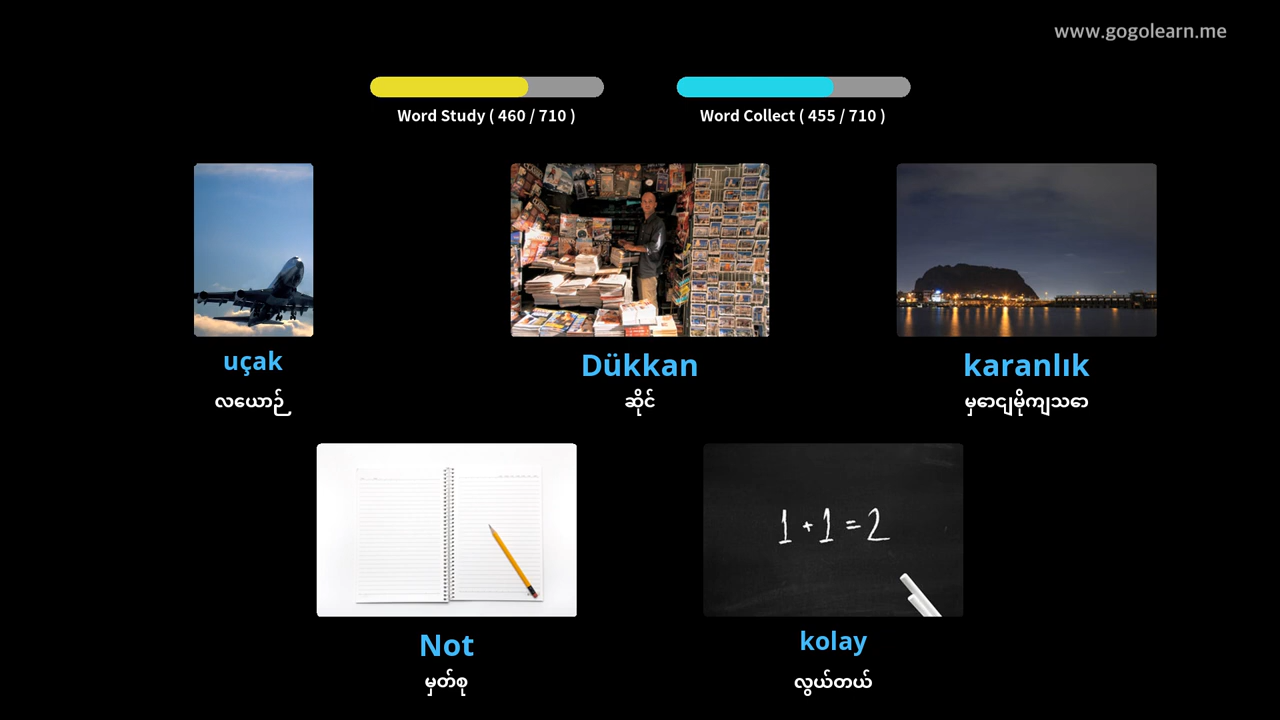 www.gogolearn.me
Word Study ( 460 / 710 )
Word Collect ( 455 / 710 )
uçak
လယောဉ်
Dükkan
ဆိုင်
karanlık
မှောငျမိုကျသော
1 + 1 = 2
Not
မှတ်စု
kolay
လွယ်တယ်